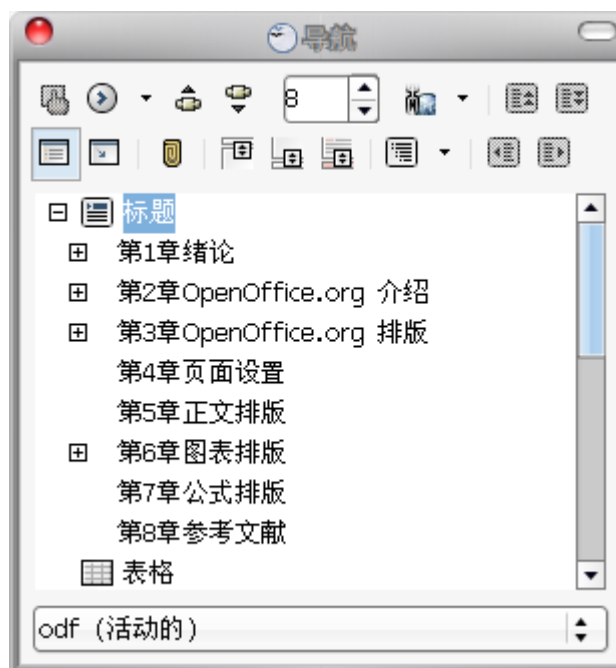 导航
8
标题
第1章绪论
第2章OpenOffice.org 介绍
第3章OpenOffice.org 排版
第4章页面设置
第5章正文排版
第6章图表排版
第7章公式排版
第8章参考文献
表格
odf (活动的)